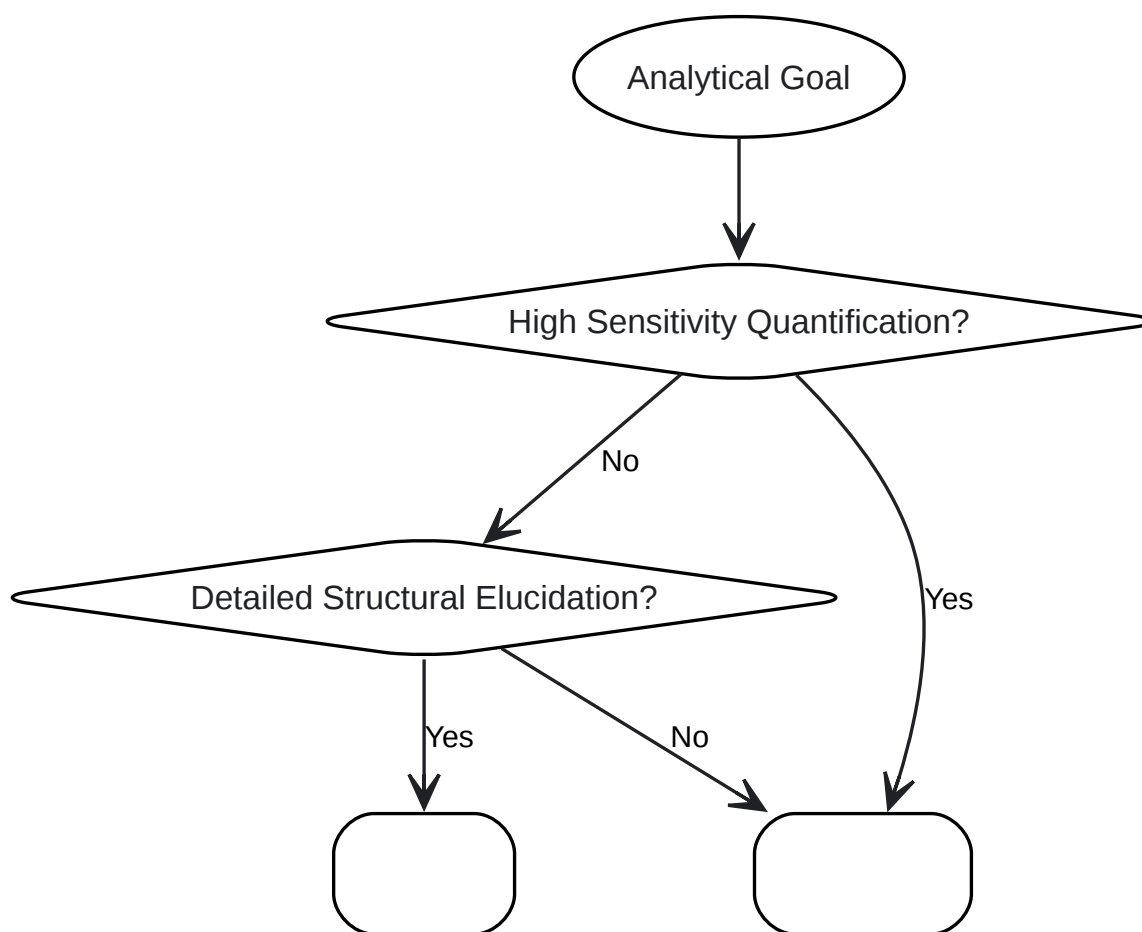 Analytical Goal
High Sensitivity Quantification?
No
Detailed Structural Elucidation?
Yes
Yes
No